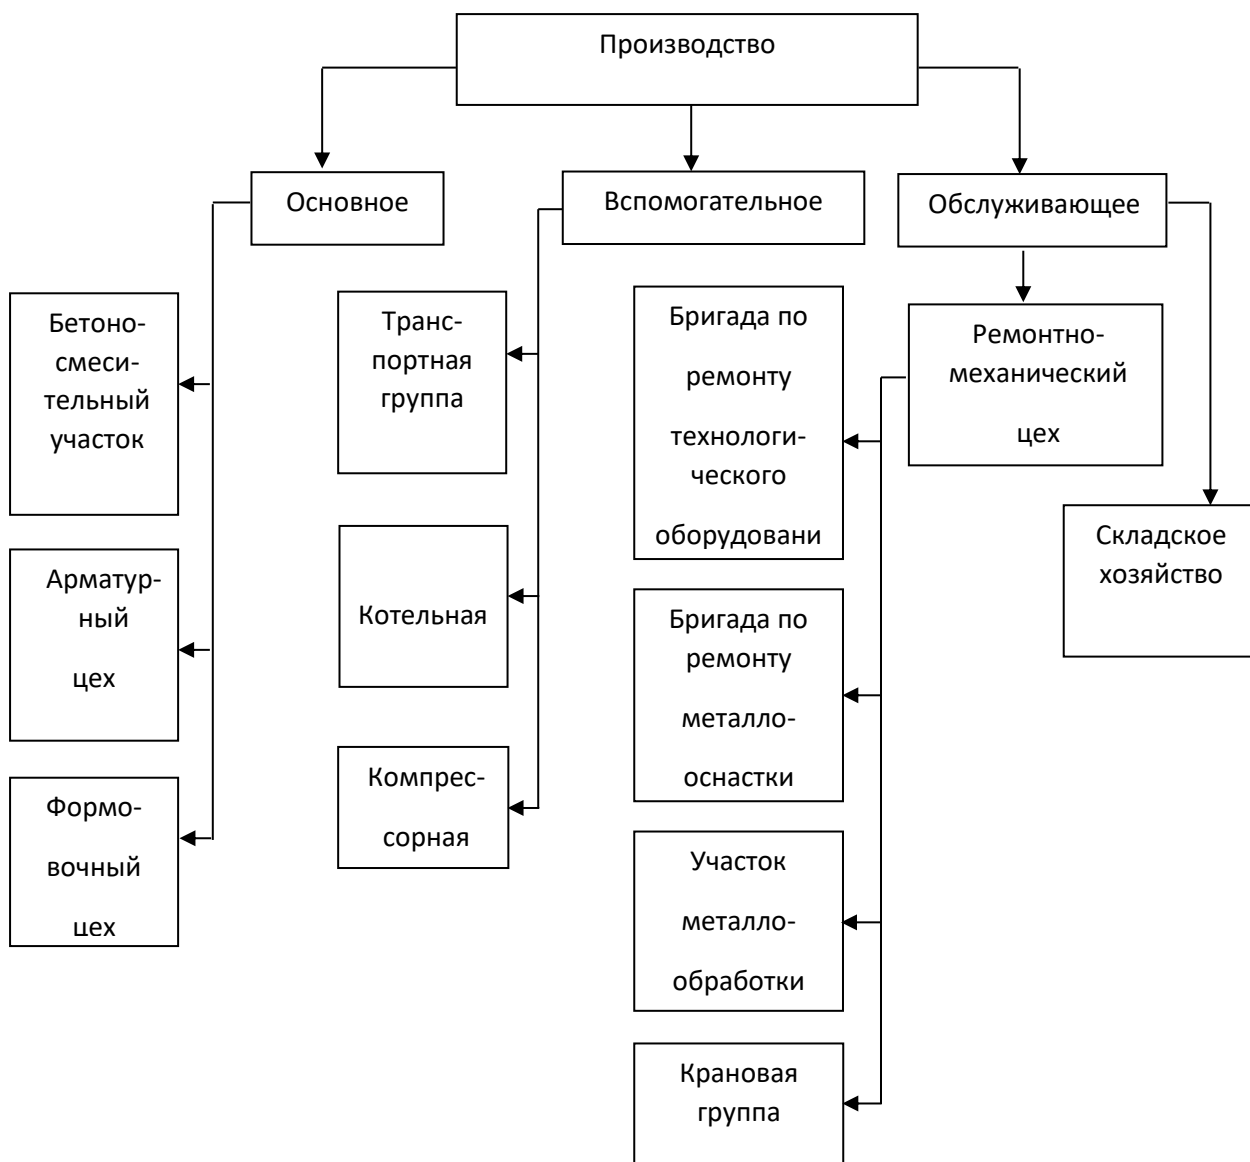 Производство
Основное
Вспомогательное
Обслуживающее
Бетоно-
смеси-
тельный
участок
Арматур-
ный
цех
Формо-
вочный
цех
Транс-
портная
группа
Котельная
Компрес-
сорная
Бригада по
ремонту
технологи-
ческого
оборудовани
Бригада по
ремонту
металло-
оснастки
Участок
металло-
обработки
Крановая
группа
Ремонтно-
механический
цех
Складское
хозяйство